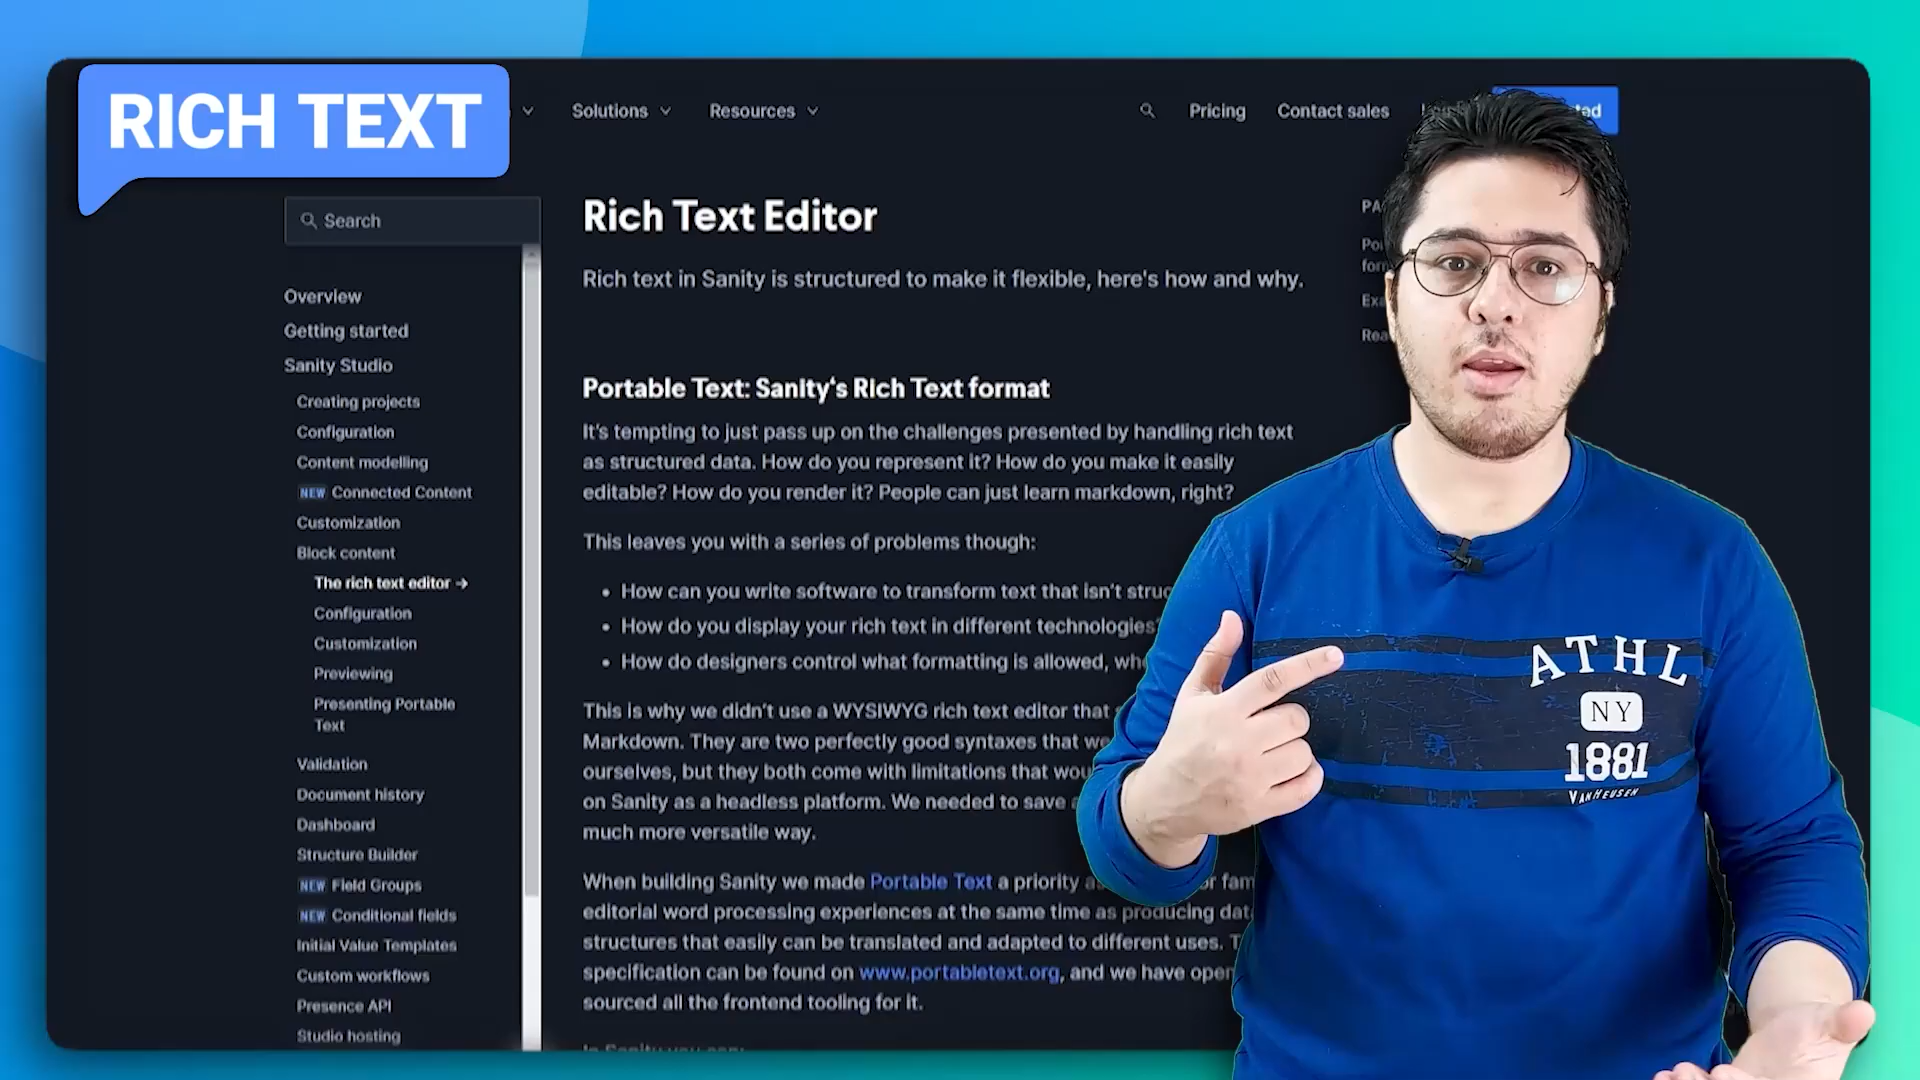 RICH TEXT
Solutions
Resources
Pricing
Contact sales
Search
Overview
Getting started
Sanity Studio
Creating projects
Configuration
Content modelling
NEW Connected Content
Customization
Block content
The rich text editor →
Configuration
Customization
Previewing
Presenting Portable
Text
Validation
Document history
Dashboard
Structure Builder
NEW Field Groups
NEW Conditional fields
Initial Value Templates
Custom workflows
Presence API
Studio hosting
Rich Text Editor
Rich text in Sanity is structured to make it flexible, here's how and why.
Portable Text: Sanity's Rich Text format
It's tempting to just pass up on the challenges presented by handling rich text
as structured data. How do you represent it? How do you make it easily
editable? How do you render it? People can just learn markdown, right?
This leaves you with a series of problems though:
• How can you write software to transform text that isn't
• How do you display your rich text in different technologies
• How do designers control what formatting is allowed,
This is why we didn't use a WYSIWYG rich text editor that
Markdown. They are two perfectly good syntaxes that we
ourselves, but they both come with limitations that
on Sanity as a headless platform. We needed to save
much more versatile way.
When building Sanity we made Portable Text a priority
editorial word processing experiences at the same time as producing
structures that easily can be translated and adapted to different uses.
specification can be found on www.portabletext.org, and we have open
sourced all the frontend tooling for it.
ATHL
NY
1881
VANHEUSEN